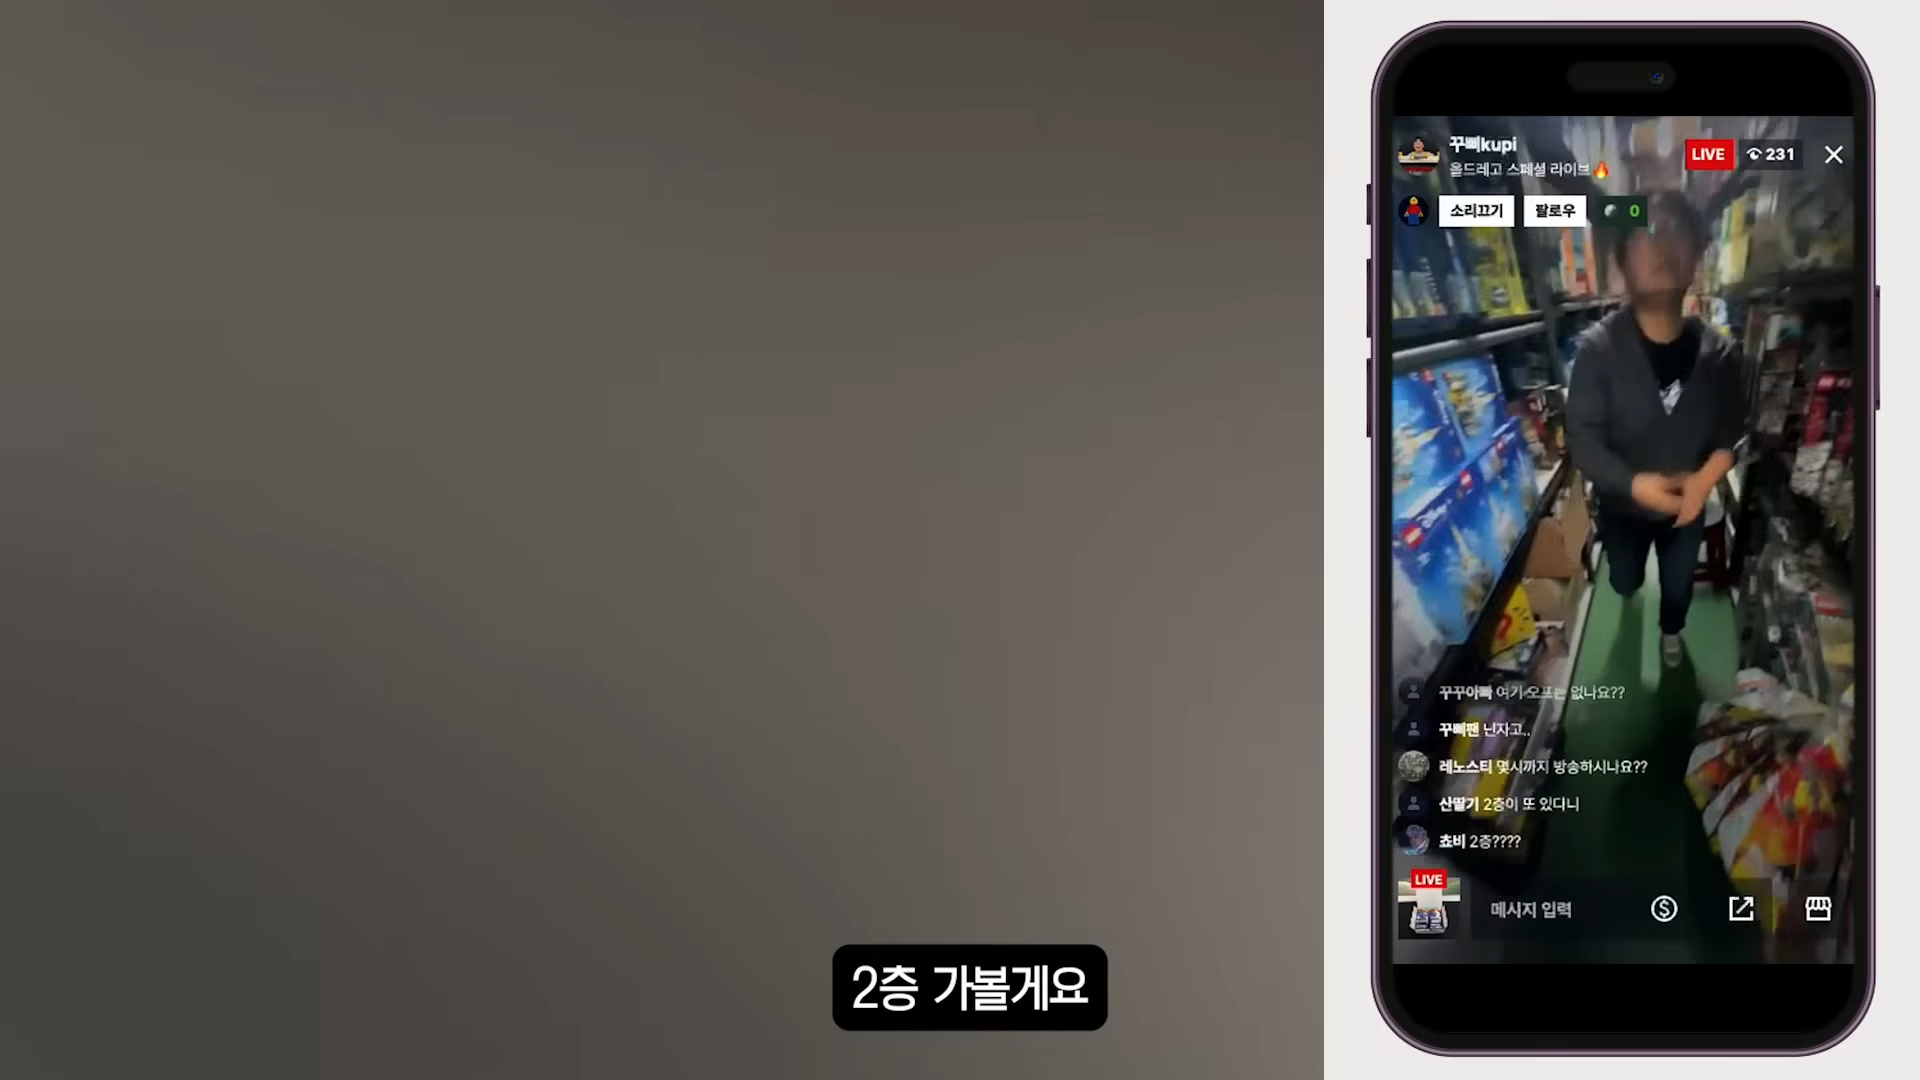 꾸삐kupi
올드레고 스페셜 라이브🔥
LIVE
231
소리끄기
팔로우
0
꾸꾸아빠 여기 오프는 없나요??
꾸삐팬 닌자고..
레노스티 몇시까지 방송하시나요??
산딸기 2층이 또 있다니
쵸비 2층????
LIVE
메시지 입력
2층 가볼게요